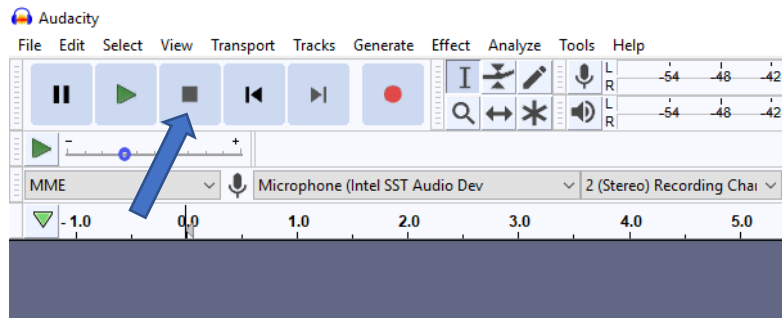 Audacity
File Edit Select View Transport Tracks Generate Effect Analyze Tools Help
L -54 -48 -42
R
L -54 -48 -42
R
- +
MME Microphone (Intel SST Audio Dev 2 (Stereo) Recording Chai
- 1.0 0.0 1.0 2.0 3.0 4.0 5.0